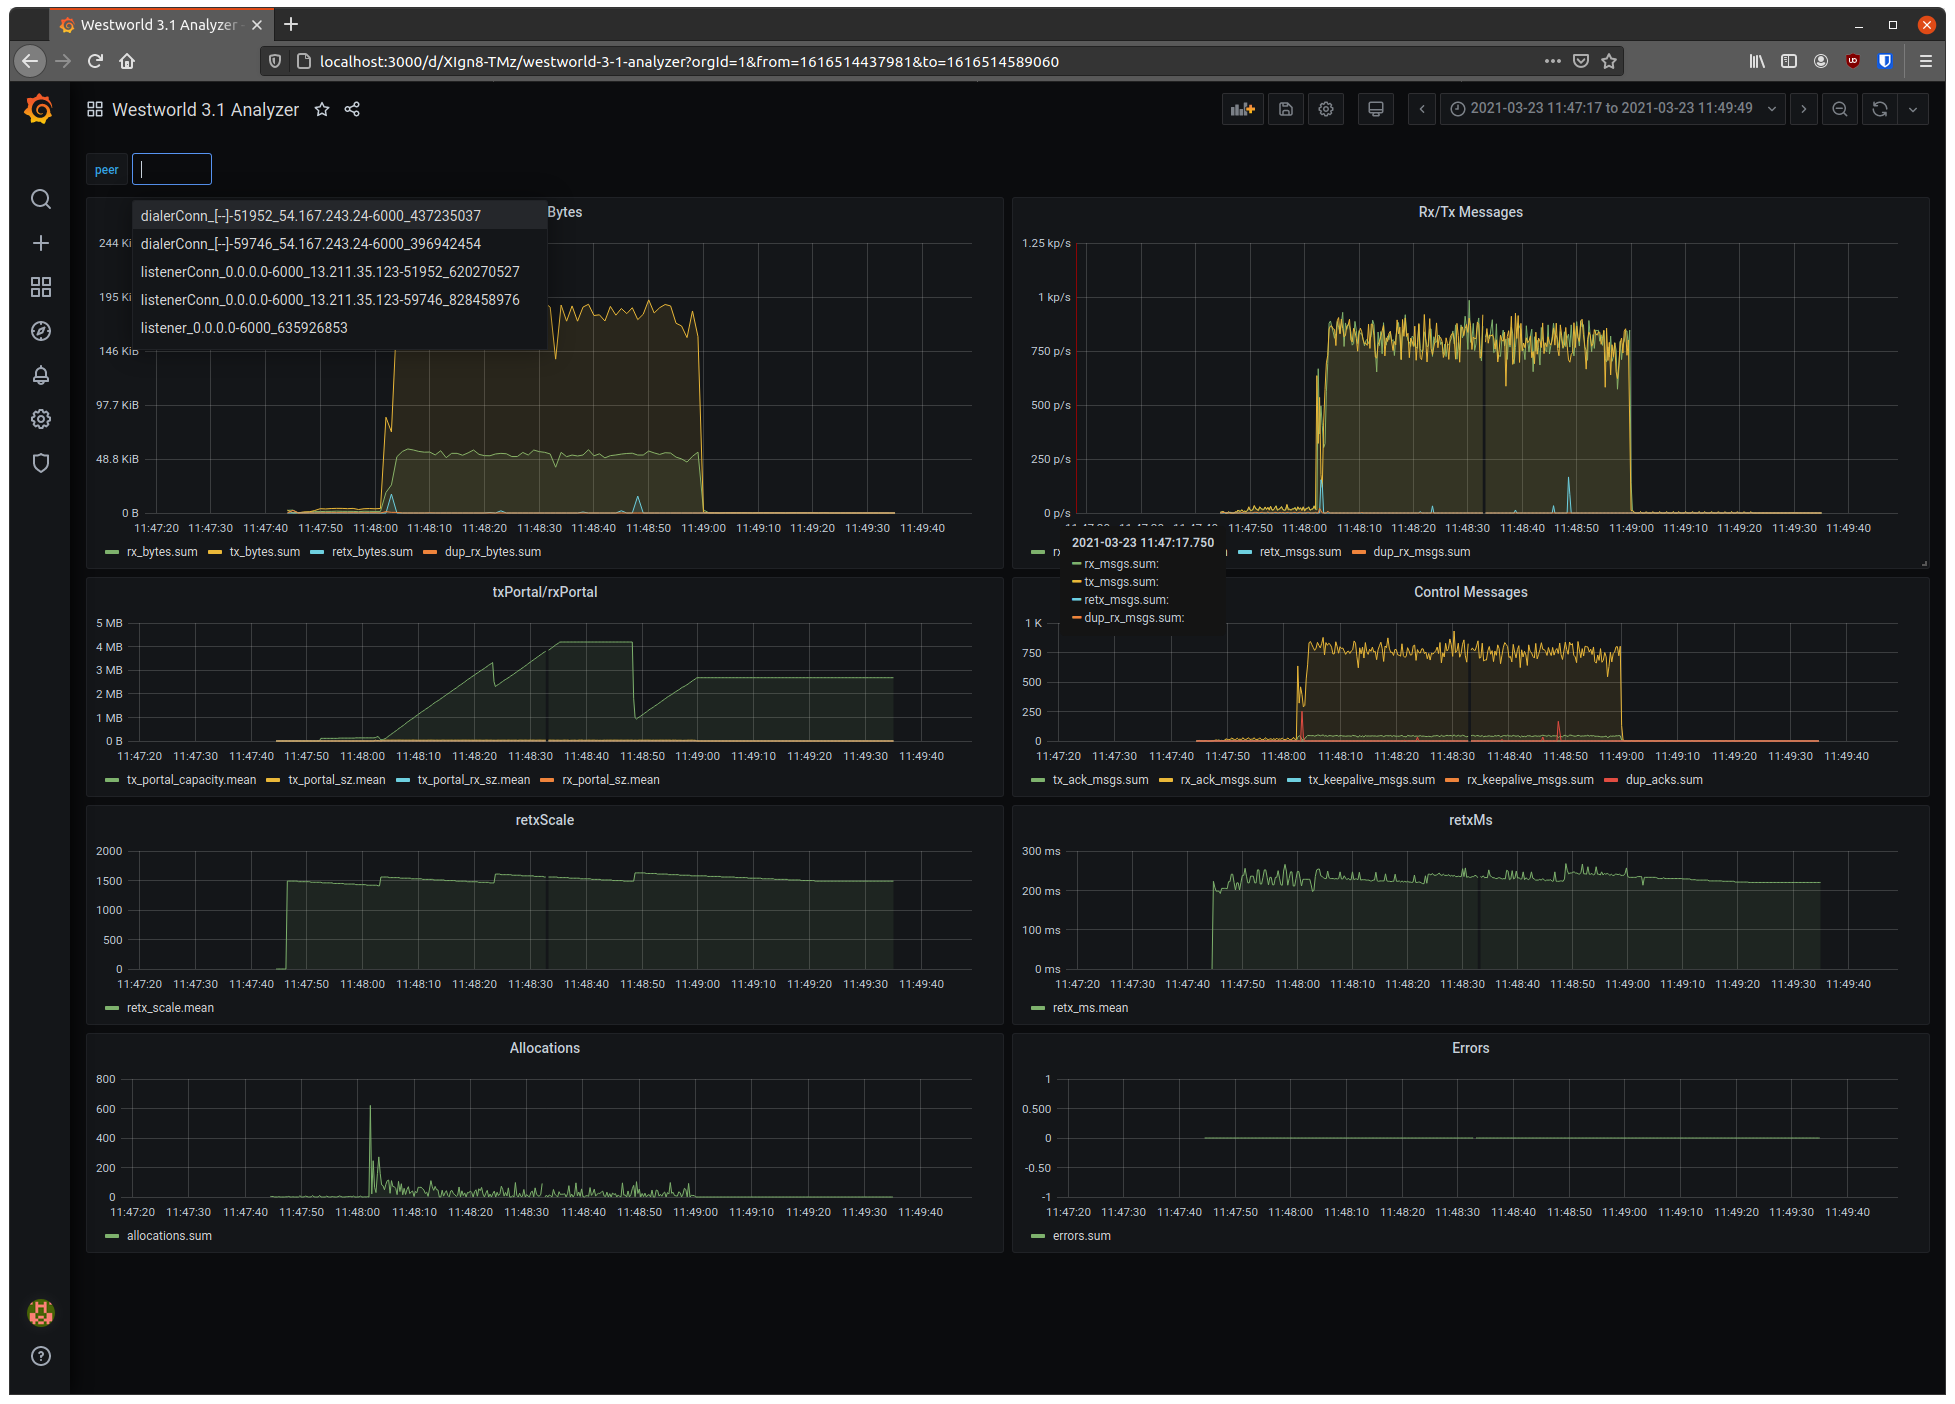 Westworld 3.1 Analyzer
localhost:3000/d/XIgn8-TMz/westworld-3-1-analyzer?orgId=1&from=1616514437981&to=1616514589060
Westworld 3.1 Analyzer
2021-03-23 11:47:17 to 2021-03-23 11:49:49
peer
dialerConn_[--]-51952_54.167.243.24-6000_437235037
dialerConn_[--]-59746_54.167.243.24-6000_396942454
listenerConn_0.0.0.0-6000_13.211.35.123-51952_620270527
listenerConn_0.0.0.0-6000_13.211.35.123-59746_828458976
listener_0.0.0.0-6000_635926853
Bytes
244 Ki
195 Ki
146 KiB
97.7 KiB
48.8 KiB
0 B
11:47:20 11:47:30 11:47:40 11:47:50 11:48:00 11:48:10 11:48:20 11:48:30 11:48:40 11:48:50 11:49:00 11:49:10 11:49:20 11:49:30 11:49:40
rx_bytes.sum tx_bytes.sum retx_bytes.sum dup_rx_bytes.sum
Rx/Tx Messages
1.25 kp/s
1 kp/s
750 p/s
500 p/s
250 p/s
0 p/s
11:47:50 11:48:00 11:48:10 11:48:20 11:48:30 11:48:40 11:48:50 11:49:00 11:49:10 11:49:20 11:49:30 11:49:40
retx_msgs.sum dup_rx_msgs.sum
2021-03-23 11:47:17.750
rx_msgs.sum:
tx_msgs.sum:
retx_msgs.sum:
dup_rx_msgs.sum:
txPortal/rxPortal
5 MB
4 MB
3 MB
2 MB
1 MB
0 B
11:47:20 11:47:30 11:47:40 11:47:50 11:48:00 11:48:10 11:48:20 11:48:30 11:48:40 11:48:50 11:49:00 11:49:10 11:49:20 11:49:30 11:49:40
tx_portal_capacity.mean tx_portal_sz.mean tx_portal_rx_sz.mean rx_portal_sz.mean
Control Messages
1 K
750
500
250
0
11:47:20 11:47:30 11:47:40 11:47:50 11:48:00 11:48:10 11:48:20 11:48:30 11:48:40 11:48:50 11:49:00 11:49:10 11:49:20 11:49:30 11:49:40
tx_ack_msgs.sum rx_ack_msgs.sum tx_keepalive_msgs.sum rx_keepalive_msgs.sum dup_acks.sum
retxScale
2000
1500
1000
500
0
11:47:20 11:47:30 11:47:40 11:47:50 11:48:00 11:48:10 11:48:20 11:48:30 11:48:40 11:48:50 11:49:00 11:49:10 11:49:20 11:49:30 11:49:40
retx_scale.mean
retxMs
300 ms
200 ms
100 ms
0 ms
11:47:20 11:47:30 11:47:40 11:47:50 11:48:00 11:48:10 11:48:20 11:48:30 11:48:40 11:48:50 11:49:00 11:49:10 11:49:20 11:49:30 11:49:40
retx_ms.mean
Allocations
800
600
400
200
0
11:47:20 11:47:30 11:47:40 11:47:50 11:48:00 11:48:10 11:48:20 11:48:30 11:48:40 11:48:50 11:49:00 11:49:10 11:49:20 11:49:30 11:49:40
allocations.sum
Errors
1
0.500
0
-0.50
-1
11:47:20 11:47:30 11:47:40 11:47:50 11:48:00 11:48:10 11:48:20 11:48:30 11:48:40 11:48:50 11:49:00 11:49:10 11:49:20 11:49:30 11:49:40
errors.sum